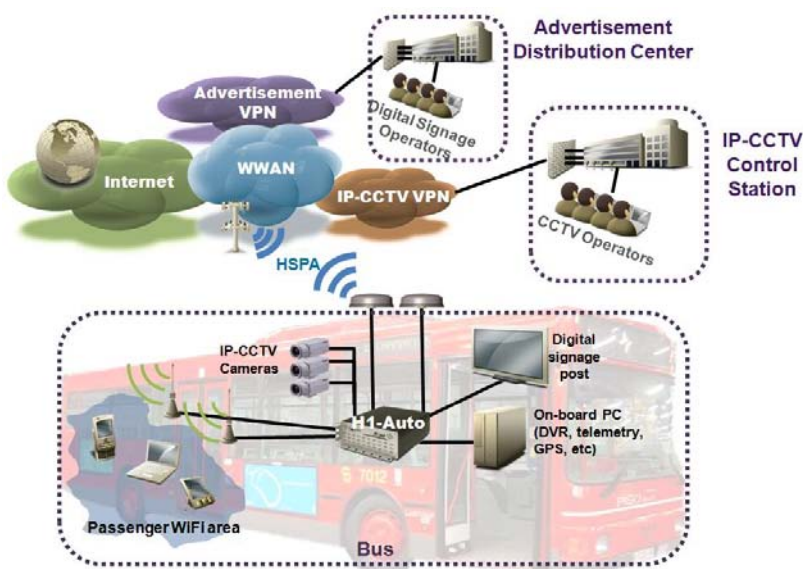 Advertisement
Distribution Center
Advertisement
VPN
Digital Signage
Operators
WWAN
Internet
IP-CCTV VPN
IP-CCTV
Control
Station
CCTV Operators
HSPA
IP-CCTV
Cameras
Digital
signage
post
H1-Auto
On-board PC
(DVR, telemetry,
GPS, etc)
7012
Passenger WiFi area
Bus